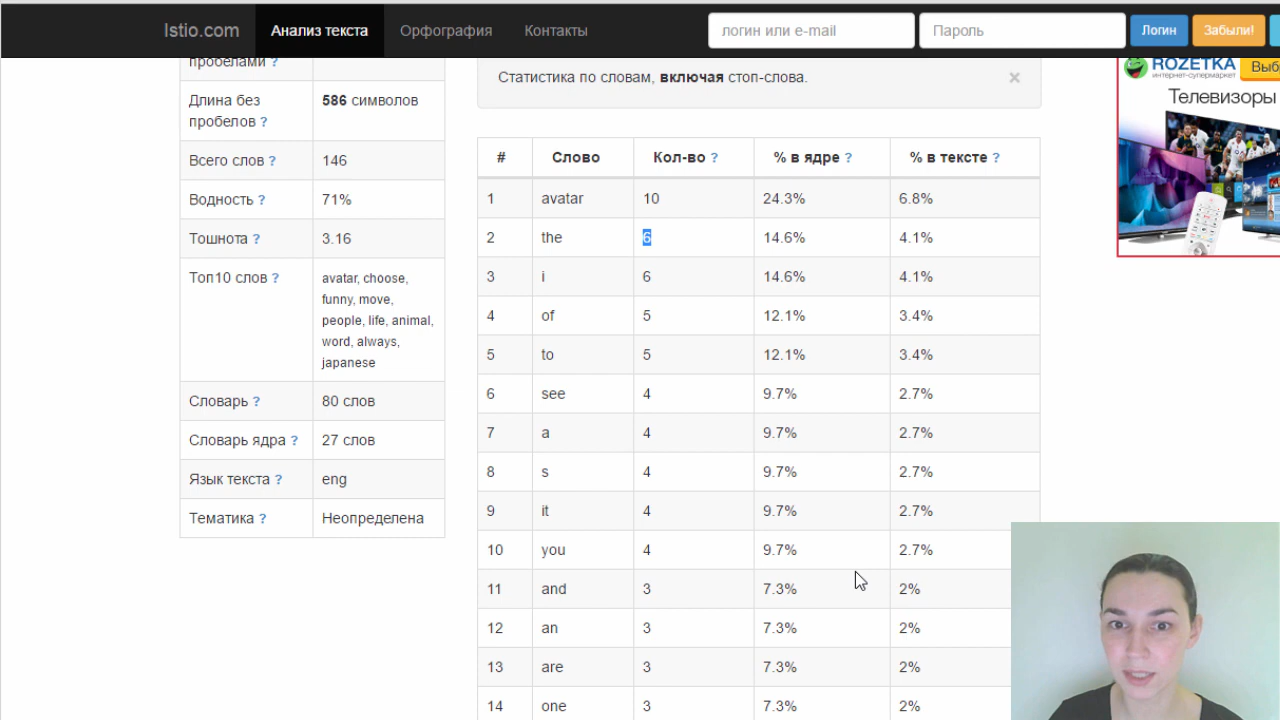 Istio.com Анализ текста Орфография Контакты логин или e-mail Пароль Логин Забыли!
пробелами ?
Длина без пробелов ? 586 символов
Всего слов ? 146
Водность ? 71%
Тошнота ? 3.16
Топ10 слов ? avatar, choose,
funny, move,
people, life, animal,
word, always,
japanese
Словарь ? 80 слов
Словарь ядра ? 27 слов
Язык текста ? eng
Тематика ? Неопределена
Статистика по словам, включая стоп-слова. ×
# Слово Кол-во ? % в ядре ? % в тексте ?
1 avatar 10 24.3% 6.8%
2 the 6 14.6% 4.1%
3 i 6 14.6% 4.1%
4 of 5 12.1% 3.4%
5 to 5 12.1% 3.4%
6 see 4 9.7% 2.7%
7 a 4 9.7% 2.7%
8 s 4 9.7% 2.7%
9 it 4 9.7% 2.7%
10 you 4 9.7% 2.7%
11 and 3 7.3% 2%
12 an 3 7.3% 2%
13 are 3 7.3% 2%
14 one 3 7.3% 2%
ROZETKA
интернет-супермаркет
Телевизоры